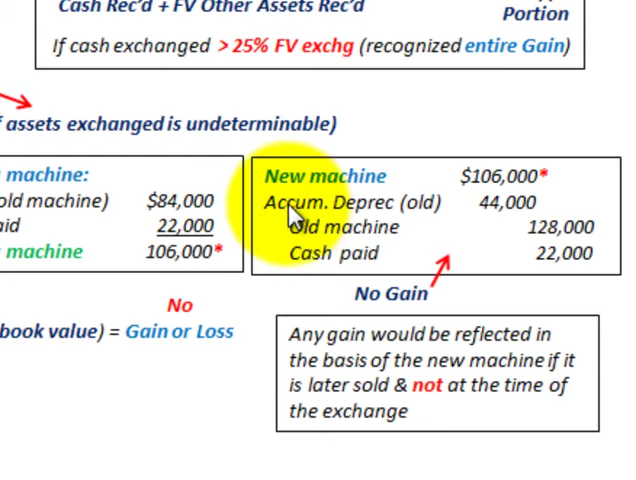 Cash Rec'd + FV Other Assets Rec'd
Portion
If cash exchanged > 25% FV exchg (recognized entire Gain)
f assets exchanged is undeterminable)
machine:
old machine) $84,000
aid 22,000
machine 106,000*
New machine $106,000*
Accum. Deprec (old) 44,000
Old machine 128,000
Cash paid 22,000
No Gain
No
book value) = Gain or Loss
Any gain would be reflected in
the basis of the new machine if it
is later sold & not at the time of
the exchange